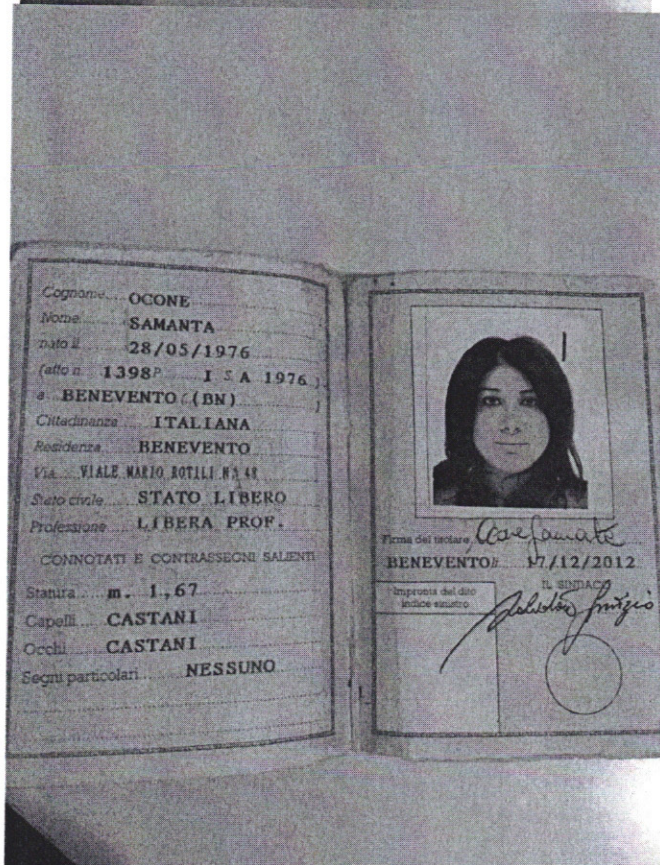 Cognome OCONE
Nome SAMANTA
nato il 28/05/1976
(atto n. 1398 P. I S. A 1976)
a BENEVENTO (BN)
Cittadinanza ITALIANA
Residenza BENEVENTO
Via VIALE MARIO ROTILI N. 48
Stato civile STATO LIBERO
Professione LIBERA PROF.
CONNOTATI E CONTRASSEGNI SALIENTI
Statura m. 1,67
Capelli CASTANI
Occhi CASTANI
Segni particolari NESSUNO
Firma del titolare
BENEVENTO li 17/12/2012
Impronta del dito
indice sinistro
IL SINDACO